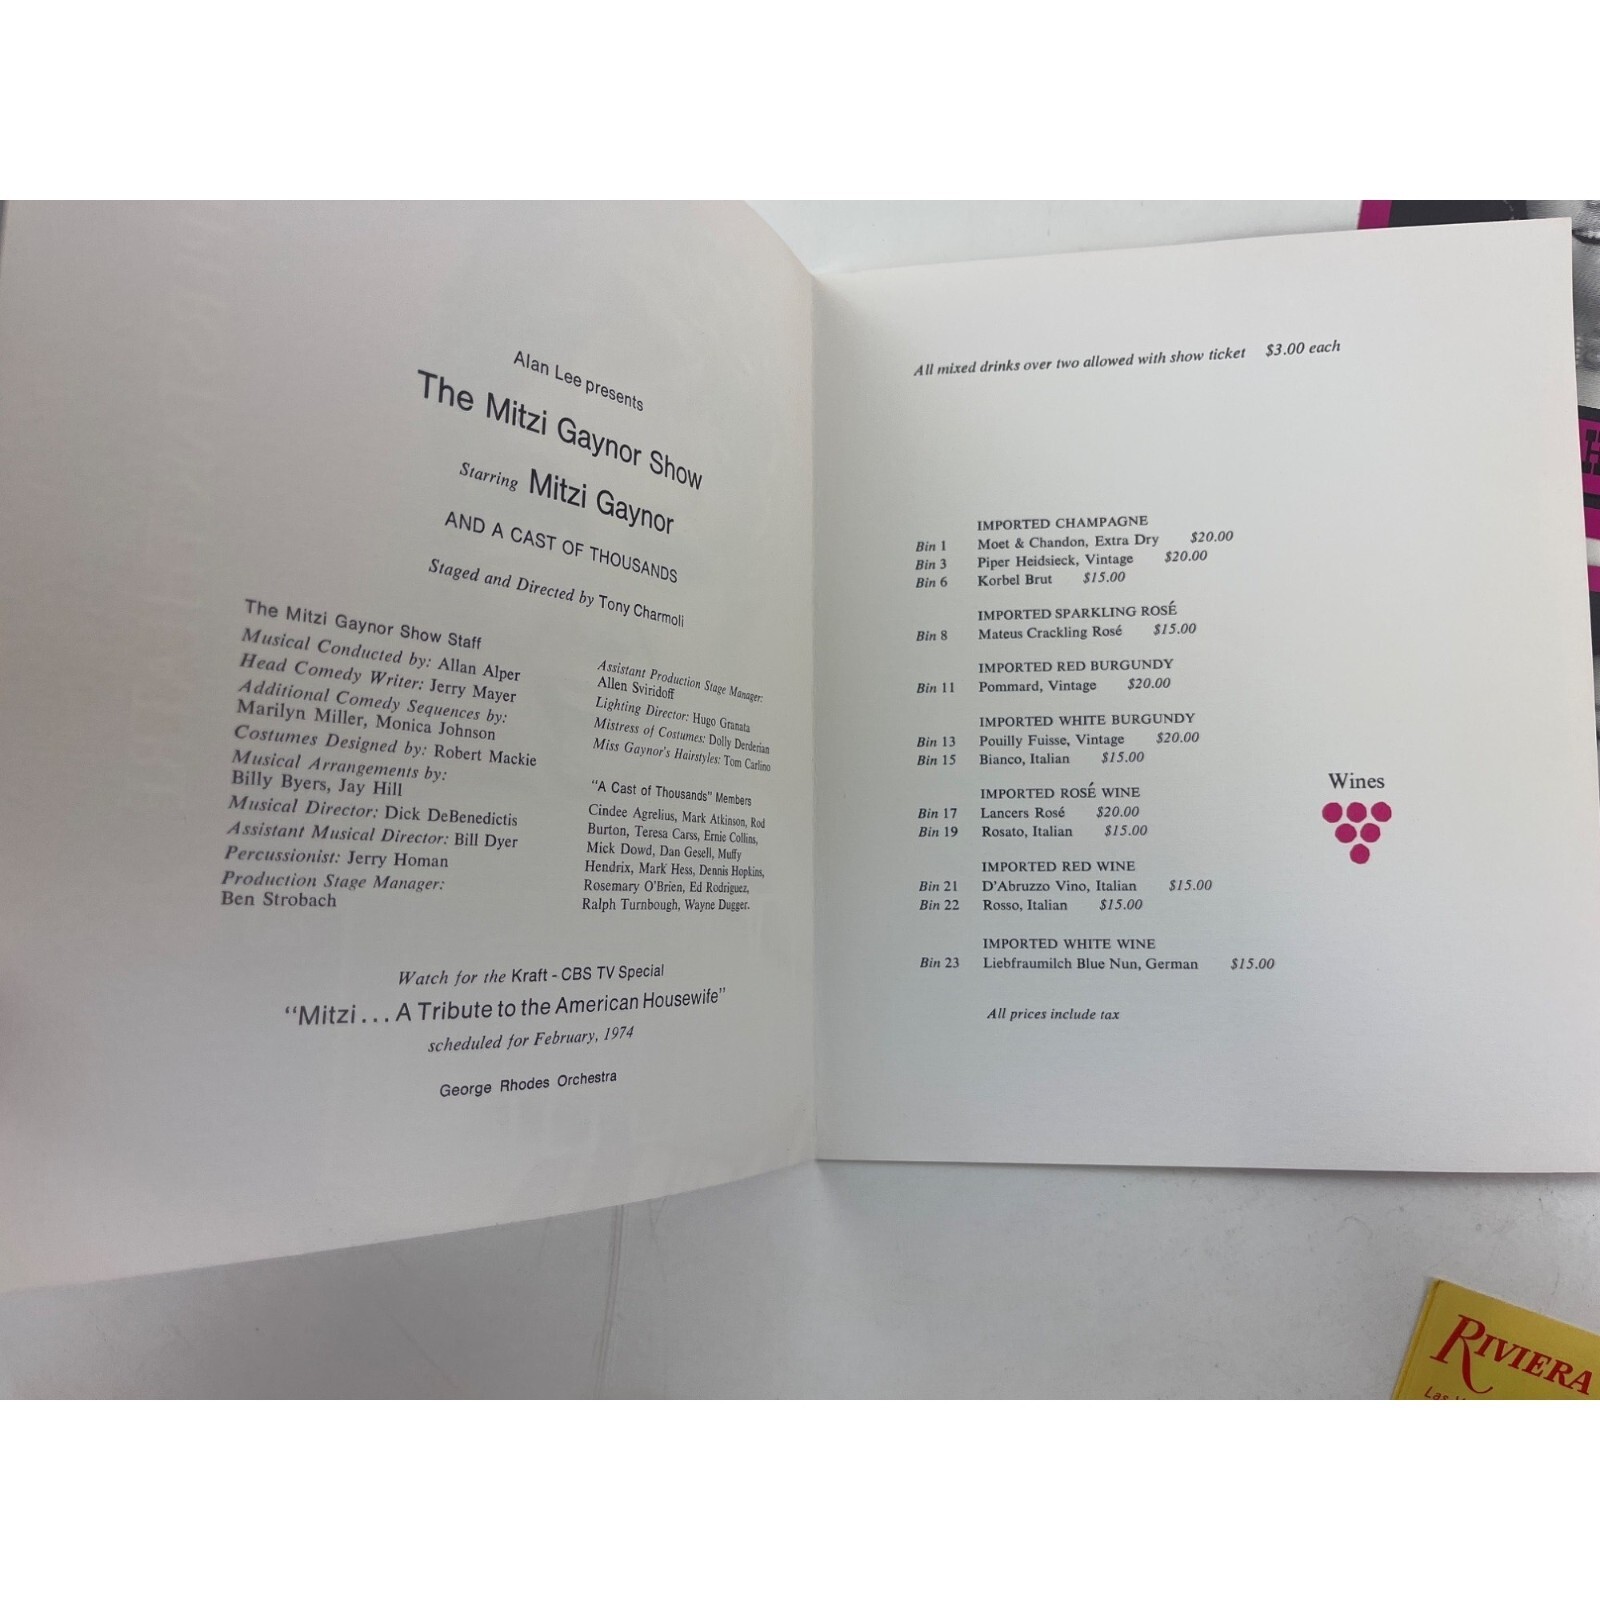 Alan Lee presents
The Mitzi Gaynor Show
Starring Mitzi Gaynor
AND A CAST OF THOUSANDS
Staged and Directed by Tony Charmoli
The Mitzi Gaynor Show Staff
Musical Conducted by: Allan Alper
Head Comedy Writer: Jerry Mayer
Additional Comedy Sequences by:
Marilyn Miller, Monica Johnson
Costumes Designed by: Robert Mackie
Musical Arrangements by:
Billy Byers, Jay Hill
Musical Director: Dick DeBenedictis
Assistant Musical Director: Bill Dyer
Percussionist: Jerry Homan
Production Stage Manager:
Ben Strobach
Assistant Production Stage Manager:
Allen Sviridoff
Lighting Director: Hugo Granata
Mistress of Costumes: Dolly Derderian
Miss Gaynor's Hairstyles: Tom Carlino
"A Cast of Thousands" Members
Cindee Agrelius, Mark Atkinson, Rod
Burton, Teresa Carss, Ernie Collins,
Mick Dowd, Dan Gesell, Muffy
Hendrix, Mark Hess, Dennis Hopkins,
Rosemary O'Brien, Ed Rodriguez,
Ralph Turnbough, Wayne Dugger.
Watch for the Kraft - CBS TV Special
"Mitzi... A Tribute to the American Housewife"
scheduled for February, 1974
George Rhodes Orchestra
All mixed drinks over two allowed with show ticket $3.00 each
IMPORTED CHAMPAGNE
Bin 1 Moet & Chandon, Extra Dry $20.00
Bin 3 Piper Heidsieck, Vintage $20.00
Bin 6 Korbel Brut $15.00
IMPORTED SPARKLING ROSÉ
Bin 8 Mateus Crackling Rosé $15.00
IMPORTED RED BURGUNDY
Bin 11 Pommard, Vintage $20.00
IMPORTED WHITE BURGUNDY
Bin 13 Pouilly Fuisse, Vintage $20.00
Bin 15 Bianco, Italian $15.00
IMPORTED ROSÉ WINE
Bin 17 Lancers Rosé $20.00
Bin 19 Rosato, Italian $15.00
IMPORTED RED WINE
Bin 21 D'Abruzzo Vino, Italian $15.00
Bin 22 Rosso, Italian $15.00
IMPORTED WHITE WINE
Bin 23 Liebfraumilch Blue Nun, German $15.00
All prices include tax
Wines
RIVIERA